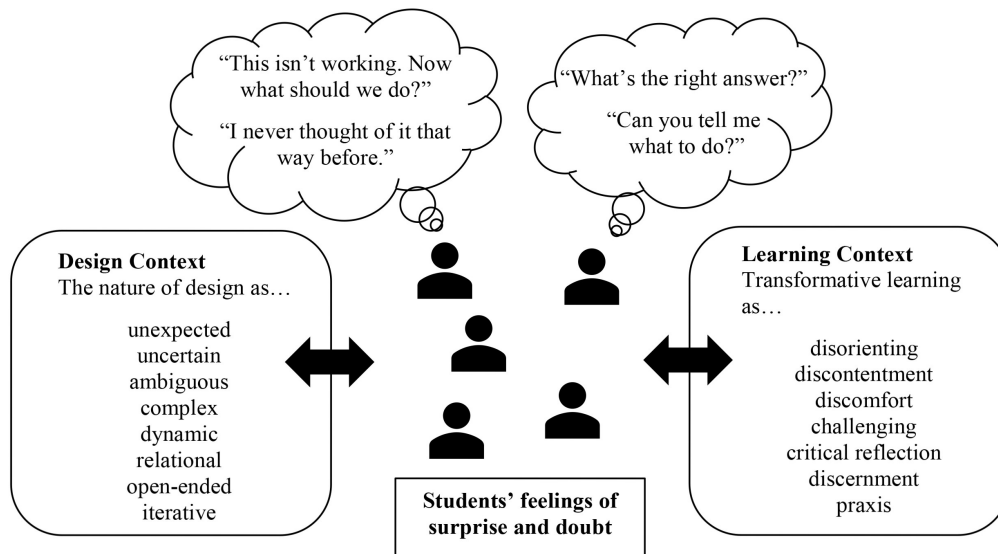 “This isn’t working. Now
what should we do?”
“I never thought of it that
way before.”
“What’s the right answer?”
“Can you tell me
what to do?”
Design Context
The nature of design as…
unexpected
uncertain
ambiguous
complex
dynamic
relational
open-ended
iterative
Learning Context
Transformative learning
as…
disorienting
discontentment
discomfort
challenging
critical reflection
discernment
praxis
Students’ feelings of
surprise and doubt